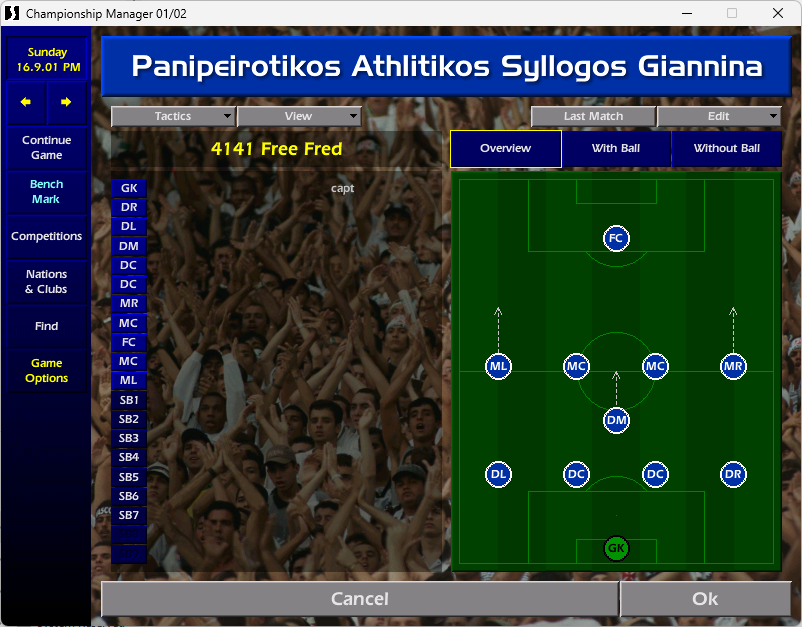 Championship Manager 01/02
Sunday
16.9.01 PM
Continue
Game
Bench
Mark
Competitions
Nations
& Clubs
Find
Game
Options
Panipeirotikos Athlitikos Syllogos Giannina
Tactics
View
Last Match
Edit
4141 Free Fred
Overview
With Ball
Without Ball
GK
capt
DR
DL
DM
DC
DC
MR
MC
FC
MC
ML
SB1
SB2
SB3
SB4
SB5
SB6
SB7
FC
ML
MC
MC
MR
DM
DL
DC
DC
DR
GK
Cancel
Ok